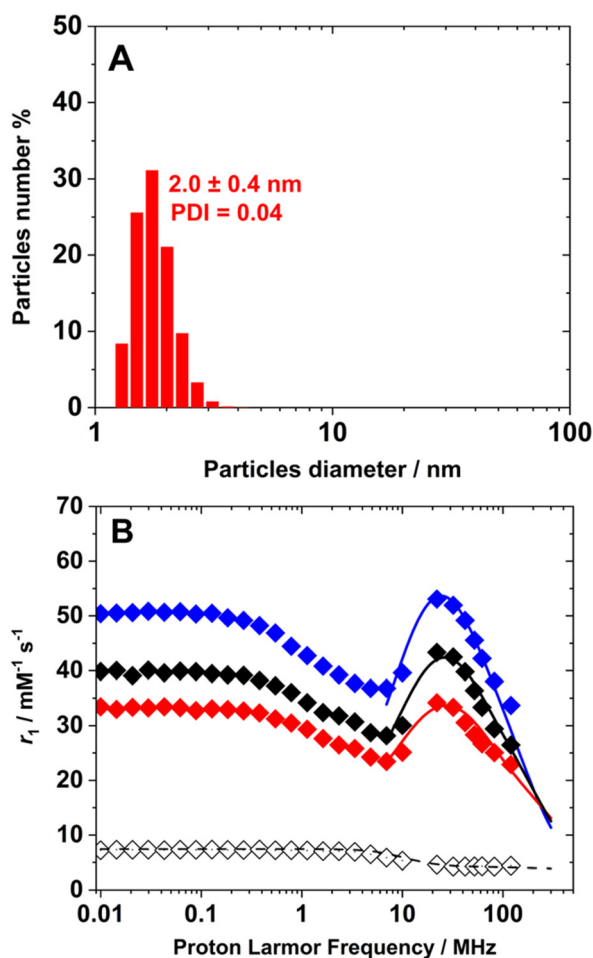 A
50
40
30
20
10
0
Particles number %
2.0 ± 0.4 nm
PDI = 0.04
1
10
100
Particles diameter / nm
B
70
60
50
40
30
20
10
0
r₁ / mM⁻¹ s⁻¹
0.01
0.1
1
10
100
Proton Larmor Frequency / MHz